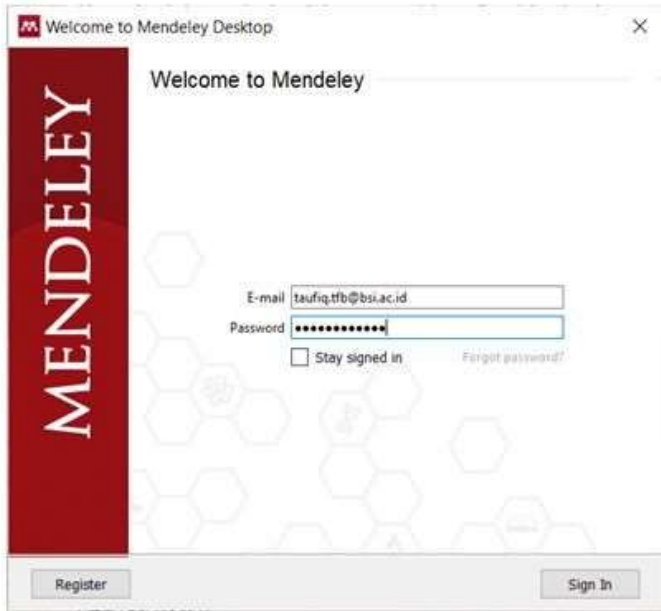 Welcome to Mendeley Desktop
MENDELEY
Welcome to Mendeley
E-mail taufiq.tfb@bsi.ac.id
Password ••••••••••••
Stay signed in Forgot password?
Register Sign In